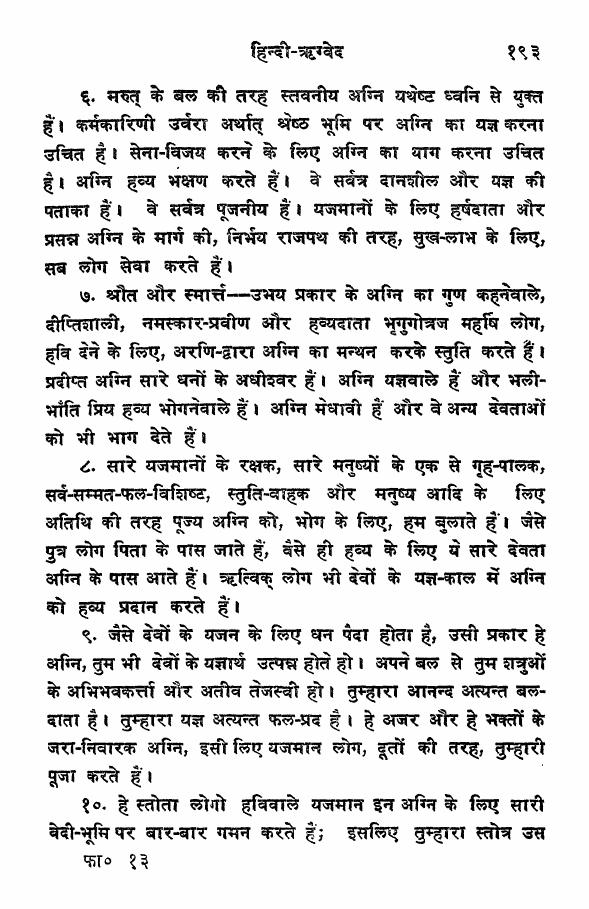 हिन्दी-ऋग्वेद १९३
६. मरुत् के बल की तरह स्तवनीय अग्नि यथेष्ट ध्वनि से युक्त
हैं। कर्मकारिणी उर्वरा अर्थात् श्रेष्ठ भूमि पर अग्नि का यज्ञ करना
उचित है। सेना-विजय करने के लिए अग्नि का याग करना उचित
है। अग्नि हव्य भक्षण करते हैं। वे सर्वत्र दानशील और यज्ञ की
पताका हैं। वे सर्वत्र पूजनीय हैं। यजमानों के लिए हर्षदाता और
प्रसन्न अग्नि के मार्ग की, निर्भय राजपथ की तरह, सुख-लाभ के लिए,
सब लोग सेवा करते हैं।
७. श्रौत और स्मार्त्त—उभय प्रकार के अग्नि का गुण कहनेवाले,
दीप्तिशाली, नमस्कार-प्रवीण और हव्यदाता भृगुगोत्रज महर्षि लोग,
हवि देने के लिए, अरणि-द्वारा अग्नि का मन्थन करके स्तुति करते हैं।
प्रदीप्त अग्नि सारे धनों के अधीश्वर हैं। अग्नि यज्ञवाले हैं और भली-
भाँति प्रिय हव्य भोगनेवाले हैं। अग्नि मेधावी हैं और वे अन्य देवताओं
को भी भाग देते हैं।
८. सारे यजमानों के रक्षक, सारे मनुष्यों के एक से गृह-पालक,
सर्व-सम्मत-फल-विशिष्ट, स्तुति-वाहक और मनुष्य आदि के लिए
अतिथि की तरह पूज्य अग्नि को, भोग के लिए, हम बुलाते हैं। जैसे
पुत्र लोग पिता के पास जाते हैं, वैसे ही हव्य के लिए ये सारे देवता
अग्नि के पास आते हैं। ऋत्विक् लोग भी देवों के यज्ञ-काल में अग्नि
को हव्य प्रदान करते हैं।
९. जैसे देवों के यजन के लिए धन पैदा होता है, उसी प्रकार हे
अग्नि, तुम भी देवों के यज्ञार्थ उत्पन्न होते हो। अपने बल से तुम शत्रुओं
के अभिभवकर्त्ता और अतीव तेजस्वी हो। तुम्हारा आनन्द अत्यन्त बल-
दाता है। तुम्हारा यज्ञ अत्यन्त फल-प्रद है। हे अजर और हे भक्तों के
जरा-निवारक अग्नि, इसी लिए यजमान लोग, दूतों की तरह, तुम्हारी
पूजा करते हैं।
१०. हे स्तोता लोगो हविवाले यजमान इन अग्नि के लिए सारी
वेदी-भूमि पर बार-बार गमन करते हैं; इसलिए तुम्हारा स्तोत्र उस
फा० १३